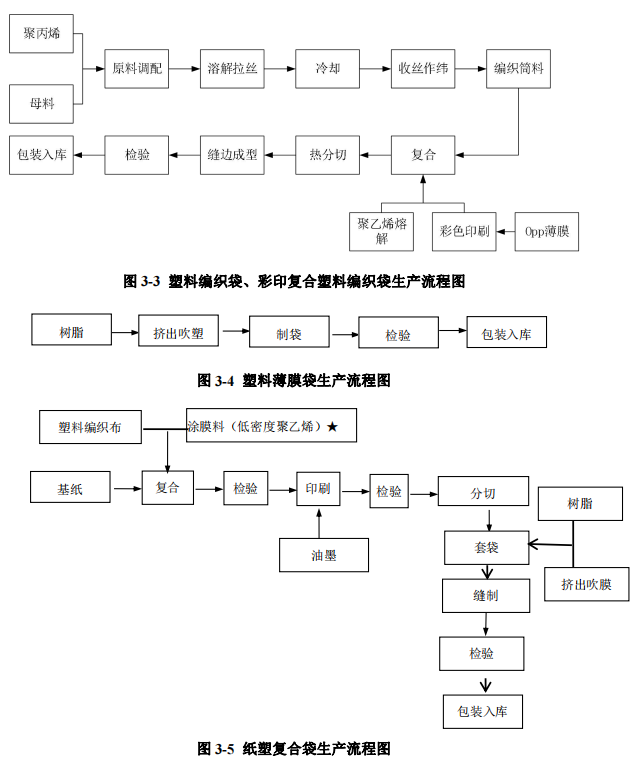 聚丙烯
原料调配
溶解拉丝
冷却
收丝作纬
编织筒料
母料
包装入库
检验
缝边成型
热分切
复合
聚乙烯熔
解
彩色印刷
Opp薄膜
图 3-3 塑料编织袋、彩印复合塑料编织袋生产流程图
树脂
挤出吹塑
制袋
检验
包装入库
图 3-4 塑料薄膜袋生产流程图
塑料编织布
涂膜料（低密度聚乙烯）★
基纸
复合
检验
印刷
检验
分切
树脂
油墨
套袋
挤出吹膜
缝制
检验
包装入库
图 3-5 纸塑复合袋生产流程图